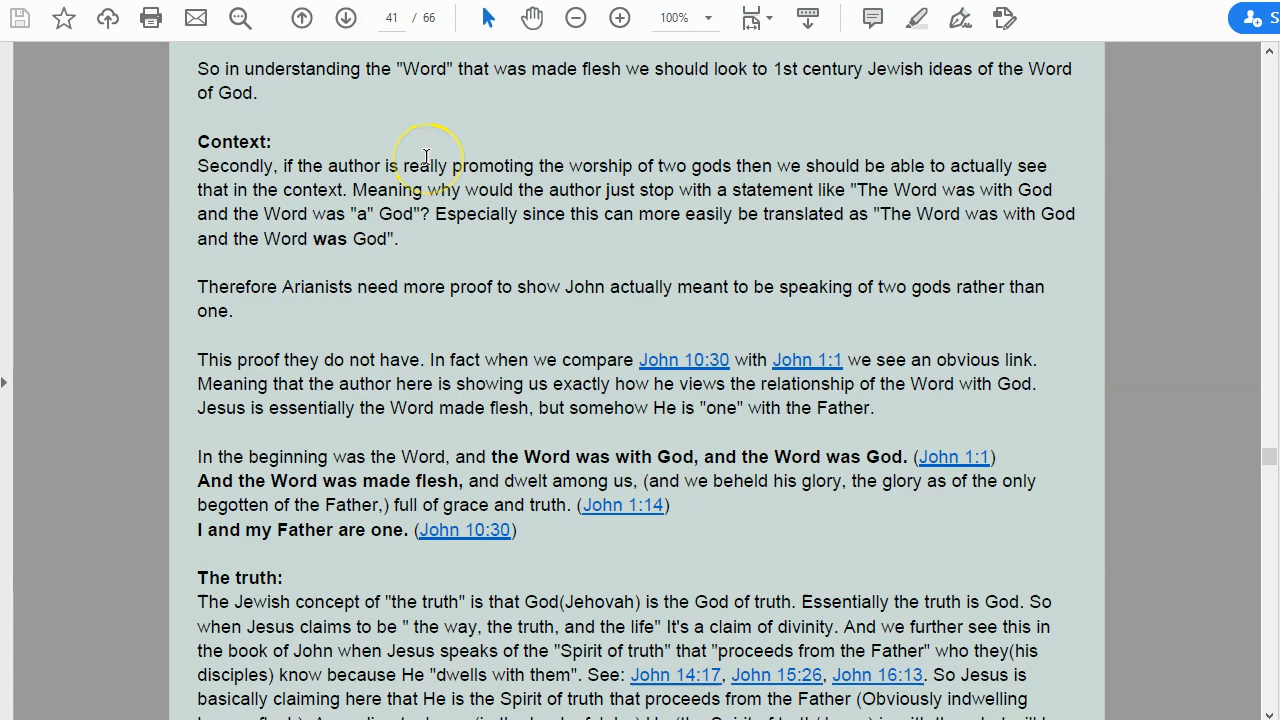 41 / 66
100%
S
So in understanding the "Word" that was made flesh we should look to 1st century Jewish ideas of the Word
of God.
Context:
Secondly, if the author is really promoting the worship of two gods then we should be able to actually see
that in the context. Meaning why would the author just stop with a statement like "The Word was with God
and the Word was "a" God"? Especially since this can more easily be translated as "The Word was with God
and the Word was God".
Therefore Arianists need more proof to show John actually meant to be speaking of two gods rather than
one.
This proof they do not have. In fact when we compare John 10:30 with John 1:1 we see an obvious link.
Meaning that the author here is showing us exactly how he views the relationship of the Word with God.
Jesus is essentially the Word made flesh, but somehow He is "one" with the Father.
In the beginning was the Word, and the Word was with God, and the Word was God. (John 1:1)
And the Word was made flesh, and dwelt among us, (and we beheld his glory, the glory as of the only
begotten of the Father,) full of grace and truth. (John 1:14)
I and my Father are one. (John 10:30)
The truth:
The Jewish concept of "the truth" is that God(Jehovah) is the God of truth. Essentially the truth is God. So
when Jesus claims to be " the way, the truth, and the life" It's a claim of divinity. And we further see this in
the book of John when Jesus speaks of the "Spirit of truth" that "proceeds from the Father" who they(his
disciples) know because He "dwells with them". See: John 14:17, John 15:26, John 16:13. So Jesus is
basically claiming here that He is the Spirit of truth that proceeds from the Father (Obviously indwelling